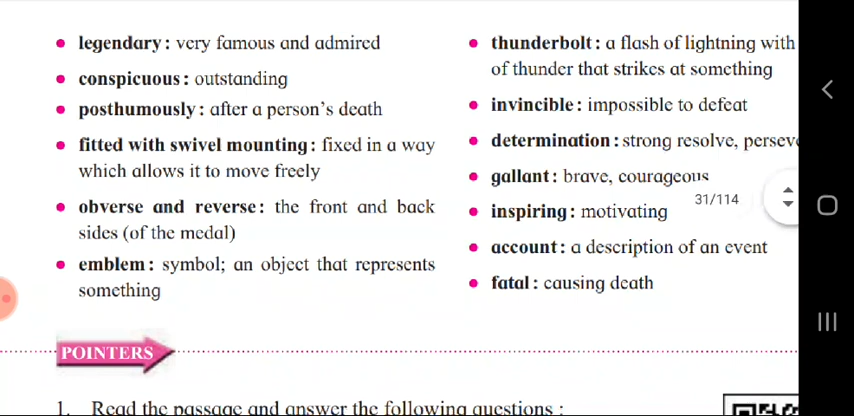 legendary : very famous and admired
conspicuous : outstanding
posthumously : after a person's death
fitted with swivel mounting : fixed in a way
which allows it to move freely
obverse and reverse : the front and back
sides (of the medal)
emblem : symbol; an object that represents
something
thunderbolt : a flash of lightning with
of thunder that strikes at something
invincible : impossible to defeat
determination : strong resolve,
gallant : brave, courageous
inspiring : motivating
account : a description of an event
fatal : causing death
31/114
POINTERS
1. Read the passage and answer the following questions :